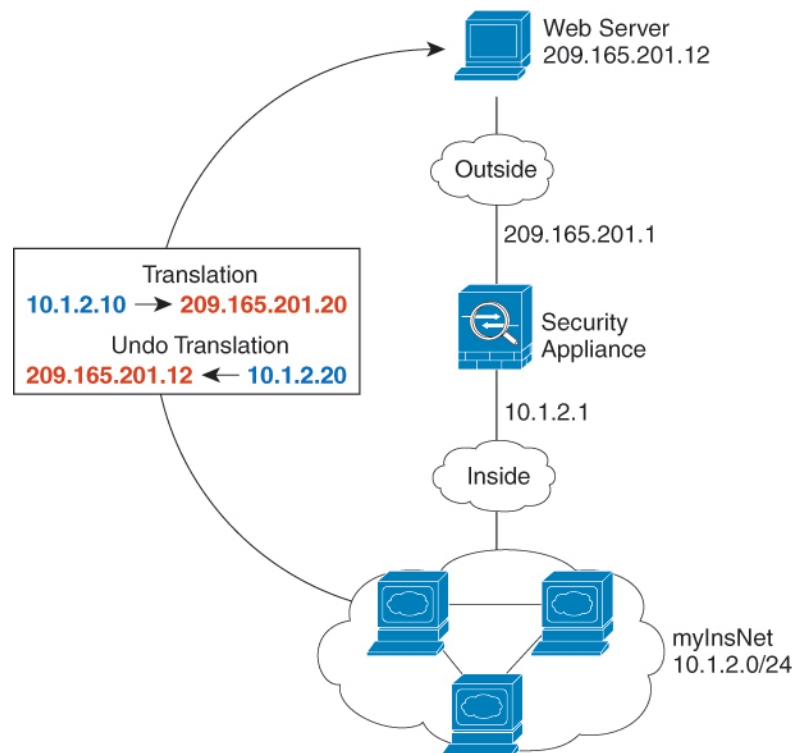 Web Server
209.165.201.12
Outside
209.165.201.1
Translation
10.1.2.10 → 209.165.201.20
Undo Translation
209.165.201.12 ← 10.1.2.20
Security
Appliance
10.1.2.1
Inside
myInsNet
10.1.2.0/24